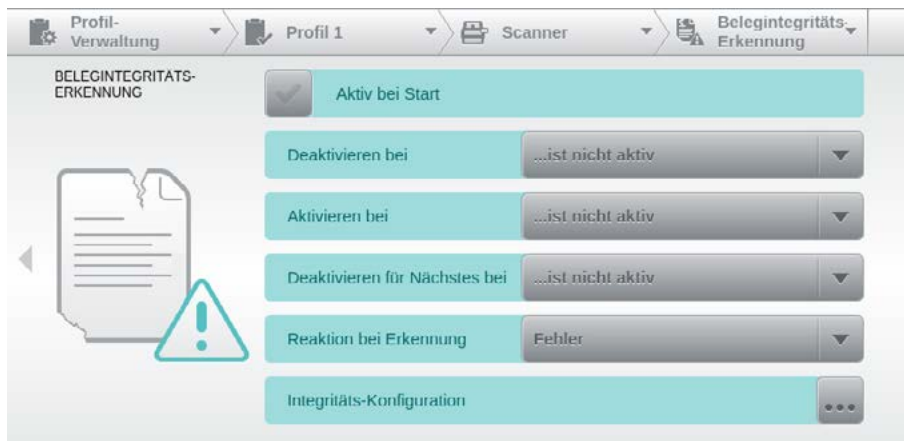 Profil-
Verwaltung
Profil 1
Scanner
Belegintegritäts-
Erkennung
BELEGINTEGRITÄTS-
ERKENNUNG
Aktiv bei Start
Deaktivieren bei
...ist nicht aktiv
Aktivieren bei
...ist nicht aktiv
Deaktivieren für Nächstes bei
...ist nicht aktiv
Reaktion bei Erkennung
Fehler
Integritäts-Konfiguration
...